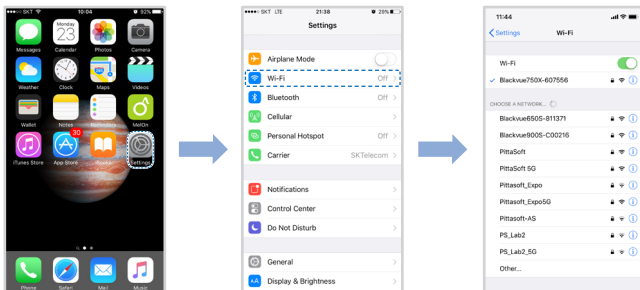 SKT 10:04 92%
Monday
23
Messages Calendar Photos Camera
Weather Clock Maps Videos
Wallet Notes Reminders MelOn
30
iTunes Store App Store iBooks Settings
Phone Safari Mail Music
SKT LTE 21:38 29%
Settings
Airplane Mode
Wi-Fi Off
Bluetooth Off
Cellular
Personal Hotspot Off
Carrier SKTelecom
Notifications
Control Center
Do Not Disturb
General
AA Display & Brightness
11:44
Settings Wi-Fi
Wi-Fi
Blackvue750X-607556
CHOOSE A NETWORK...
Blackvue650S-811371
Blackvue900S-C00216
PittaSoft
PittaSoft 5G
Pittasoft_Expo
Pittasoft_Expo5G
Pittasoft-AS
PS_Lab2
PS_Lab2_5G
Other...